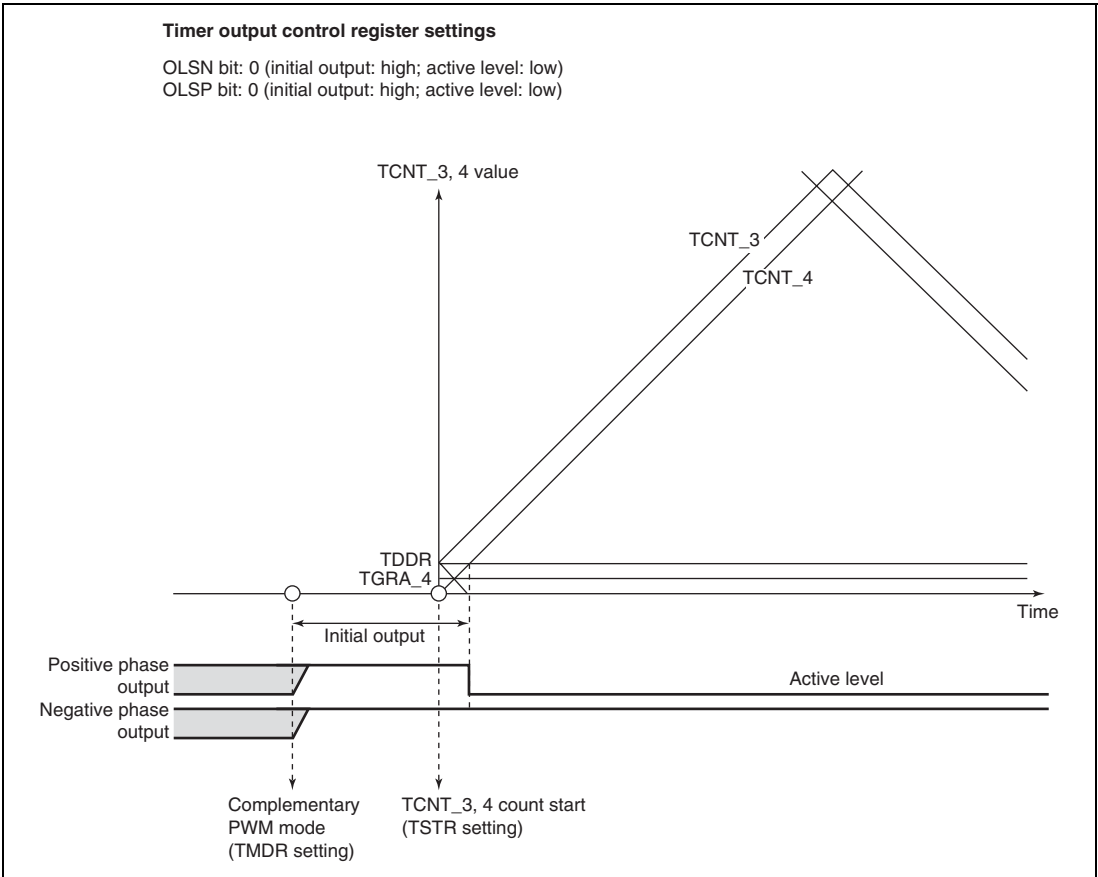 Timer output control register settings
OLSN bit: 0 (initial output: high; active level: low)
OLSP bit: 0 (initial output: high; active level: low)
TCNT_3, 4 value
TCNT_3
TCNT_4
TDDR
TGRA_4
Time
Initial output
Positive phase
output
Active level
Negative phase
output
Complementary
PWM mode
(TMDR setting)
TCNT_3, 4 count start
(TSTR setting)